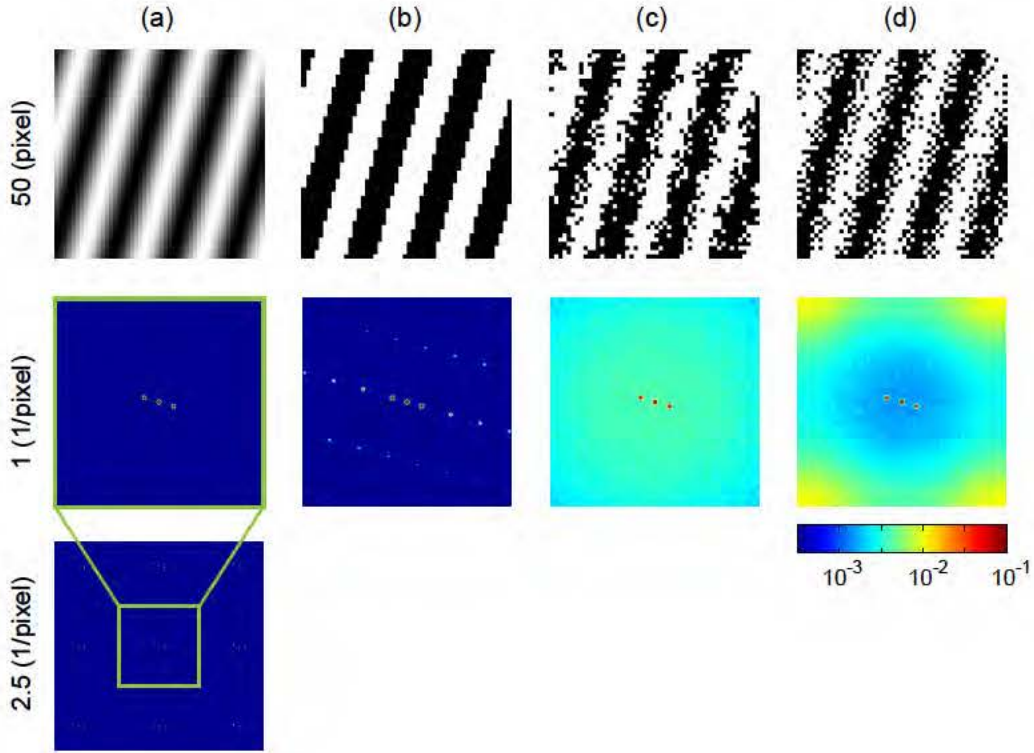 (a)
(b)
(c)
(d)
50 (pixel)
1 (1/pixel)
10⁻³
10⁻²
10⁻¹
2.5 (1/pixel)